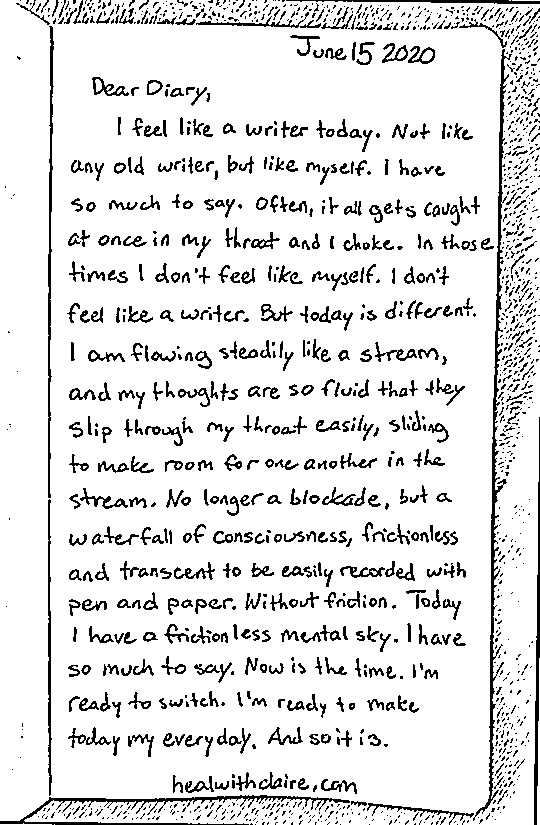 June 15 2020
Dear Diary,
I feel like a writer today. Not like
any old writer, but like myself. I have
so much to say. Often, it all gets caught
at once in my throat and I choke. In those
times I don't feel like myself. I don't
feel like a writer. But today is different.
I am flowing steadily like a stream,
and my thoughts are so fluid that they
slip through my throat easily, sliding
to make room for one another in the
stream. No longer a blockade, but a
waterfall of consciousness, frictionless
and transcent to be easily recorded with
pen and paper. Without friction. Today
I have a frictionless mental sky. I have
so much to say. Now is the time. I'm
ready to switch. I'm ready to make
today my everyday. And so it is.
healwithclaire.com